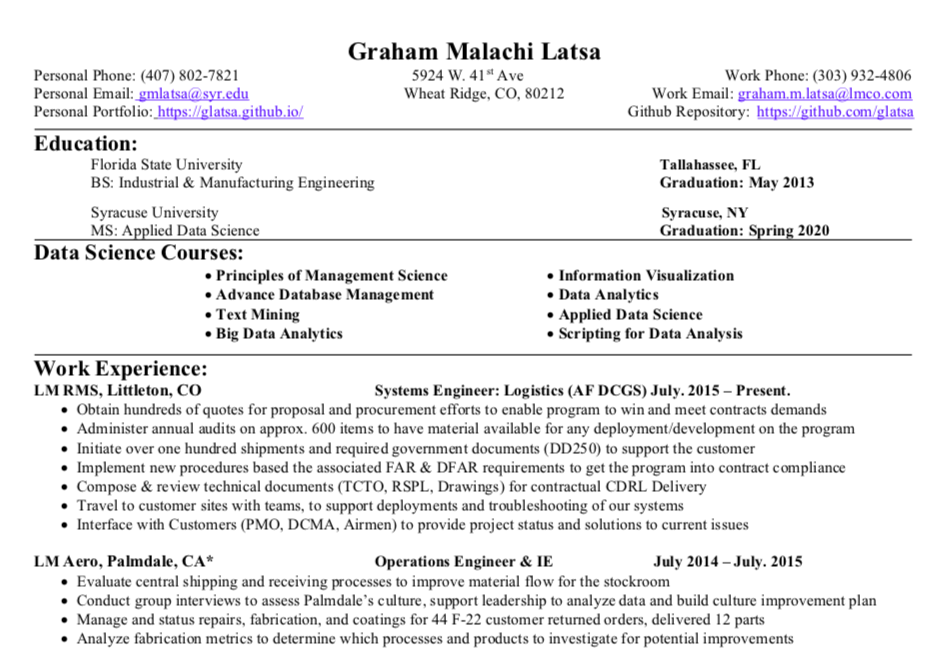 Graham Malachi Latsa
Personal Phone: (407) 802-7821 5924 W. 41st Ave Work Phone: (303) 932-4806
Personal Email: gmlatsa@syr.edu Wheat Ridge, CO, 80212 Work Email: graham.m.latsa@lmco.com
Personal Portfolio: https://glatsa.github.io/ Github Repository: https://github.com/glatsa
Education:
Florida State University Tallahassee, FL
BS: Industrial & Manufacturing Engineering Graduation: May 2013
Syracuse University Syracuse, NY
MS: Applied Data Science Graduation: Spring 2020
Data Science Courses:
• Principles of Management Science • Information Visualization
• Advance Database Management • Data Analytics
• Text Mining • Applied Data Science
• Big Data Analytics • Scripting for Data Analysis
Work Experience:
LM RMS, Littleton, CO Systems Engineer: Logistics (AF DCGS) July. 2015 – Present.
• Obtain hundreds of quotes for proposal and procurement efforts to enable program to win and meet contracts demands
• Administer annual audits on approx. 600 items to have material available for any deployment/development on the program
• Initiate over one hundred shipments and required government documents (DD250) to support the customer
• Implement new procedures based the associated FAR & DFAR requirements to get the program into contract compliance
• Compose & review technical documents (TCTO, RSPL, Drawings) for contractual CDRL Delivery
• Travel to customer sites with teams, to support deployments and troubleshooting of our systems
• Interface with Customers (PMO, DCMA, Airmen) to provide project status and solutions to current issues
LM Aero, Palmdale, CA* Operations Engineer & IE July 2014 – July. 2015
• Evaluate central shipping and receiving processes to improve material flow for the stockroom
• Conduct group interviews to assess Palmdale's culture, support leadership to analyze data and build culture improvement plan
• Manage and status repairs, fabrication, and coatings for 44 F-22 customer returned orders, delivered 12 parts
• Analyze fabrication metrics to determine which processes and products to investigate for potential improvements